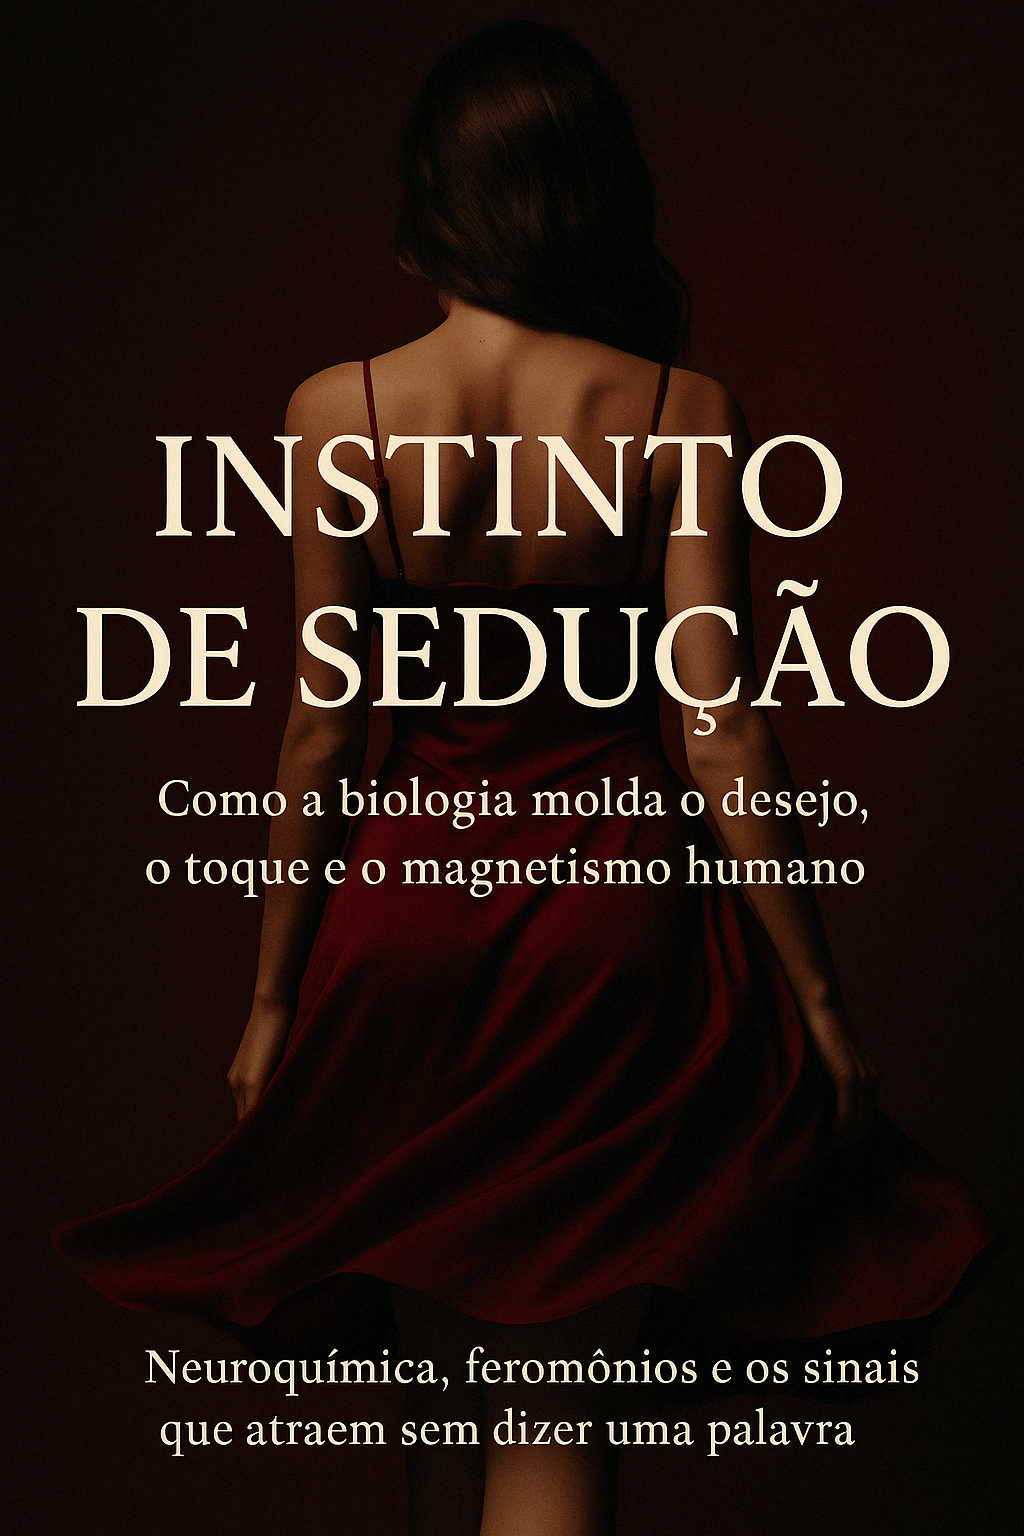 INSTINTO
DE SEDUÇÃO
Como a biologia molda o desejo,
o toque e o magnetismo humano
Neuroquímica, feromônios e os sinais
que atraem sem dizer uma palavra